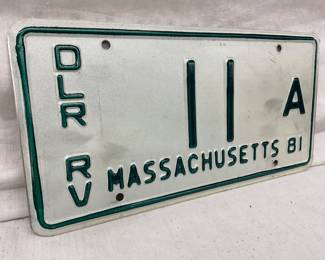 DLR
RV
11 A
MASSACHUSETTS 81